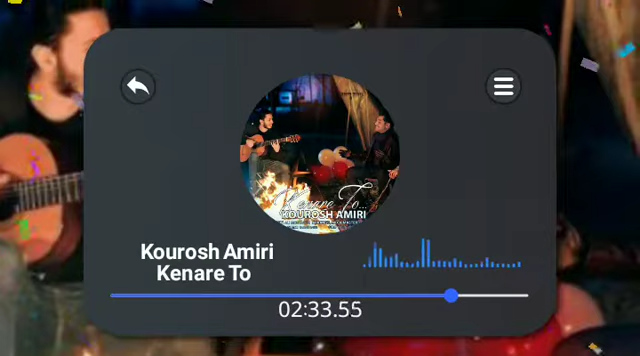 Kenare To...
KOUROSH AMIRI
Kourosh Amiri
Kenare To
02:33.55